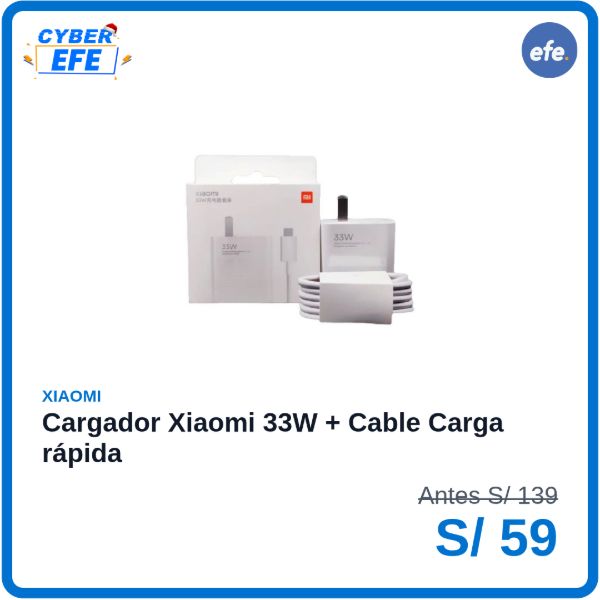 CYBER
EFE
efe.
xiaomi
33W
33W
XIAOMI
Cargador Xiaomi 33W + Cable Carga
rápida
Antes S/ 139
S/ 59